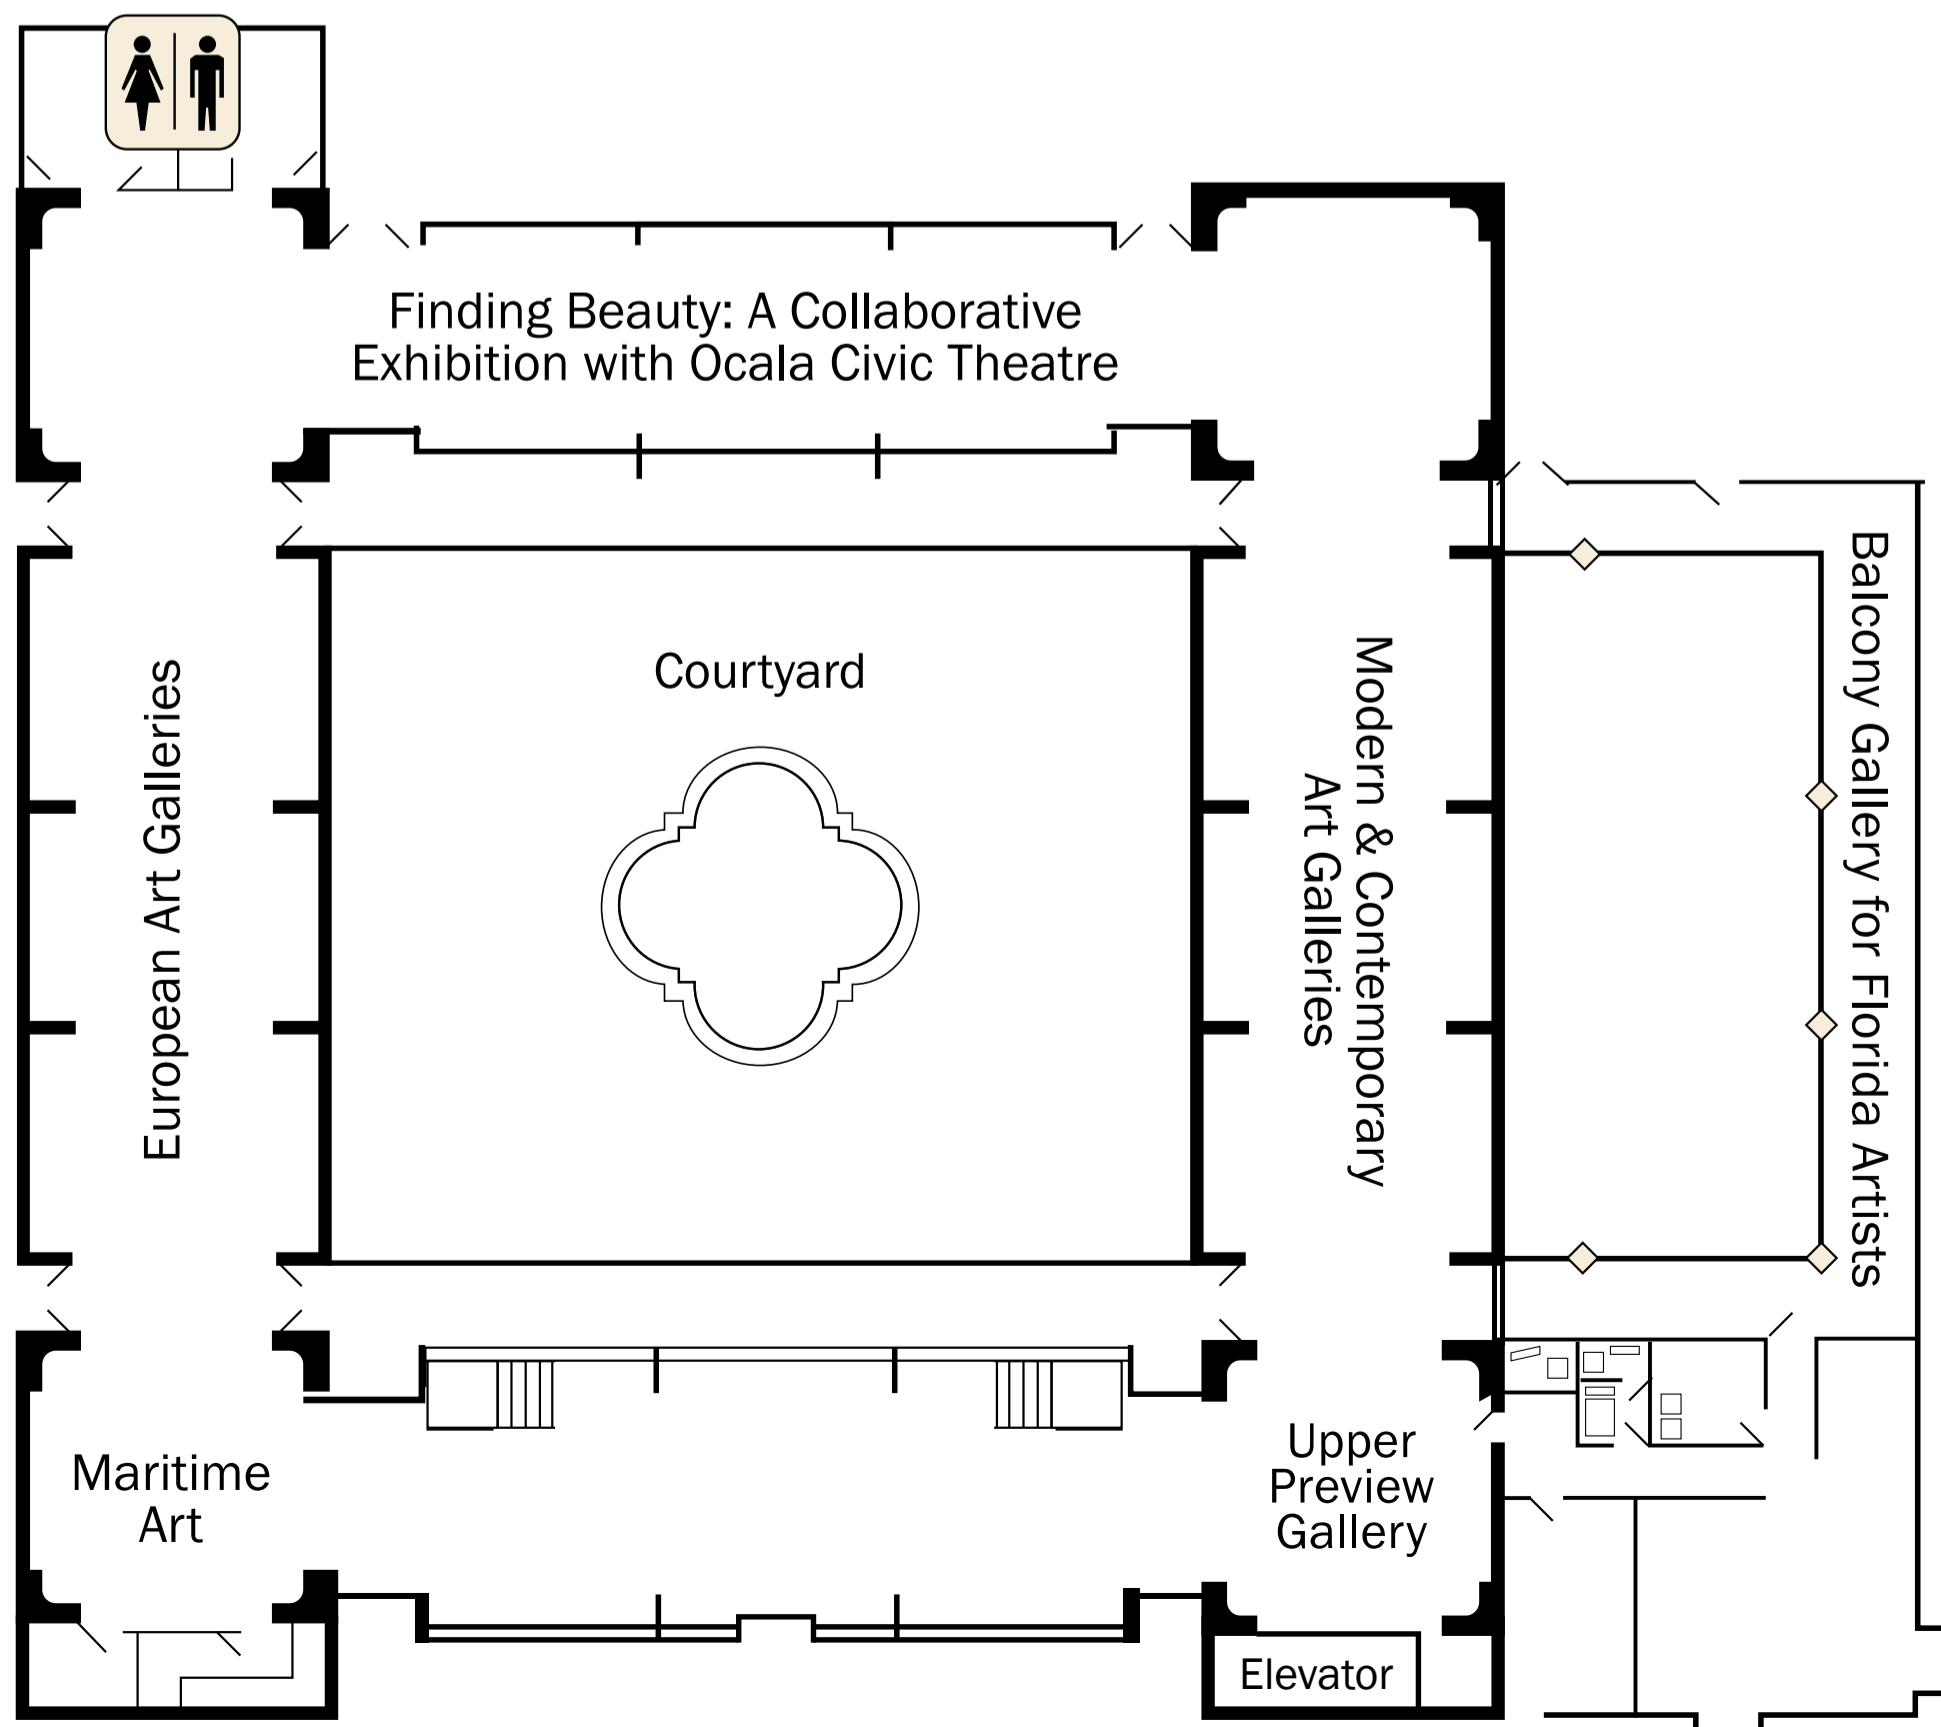 Finding Beauty: A Collaborative
Exhibition with Ocala Civic Theatre
Courtyard
European Art Galleries
Modern & Contemporary
Art Galleries
Balcony Gallery for Florida Artists
Maritime
Art
Upper
Preview
Gallery
Elevator